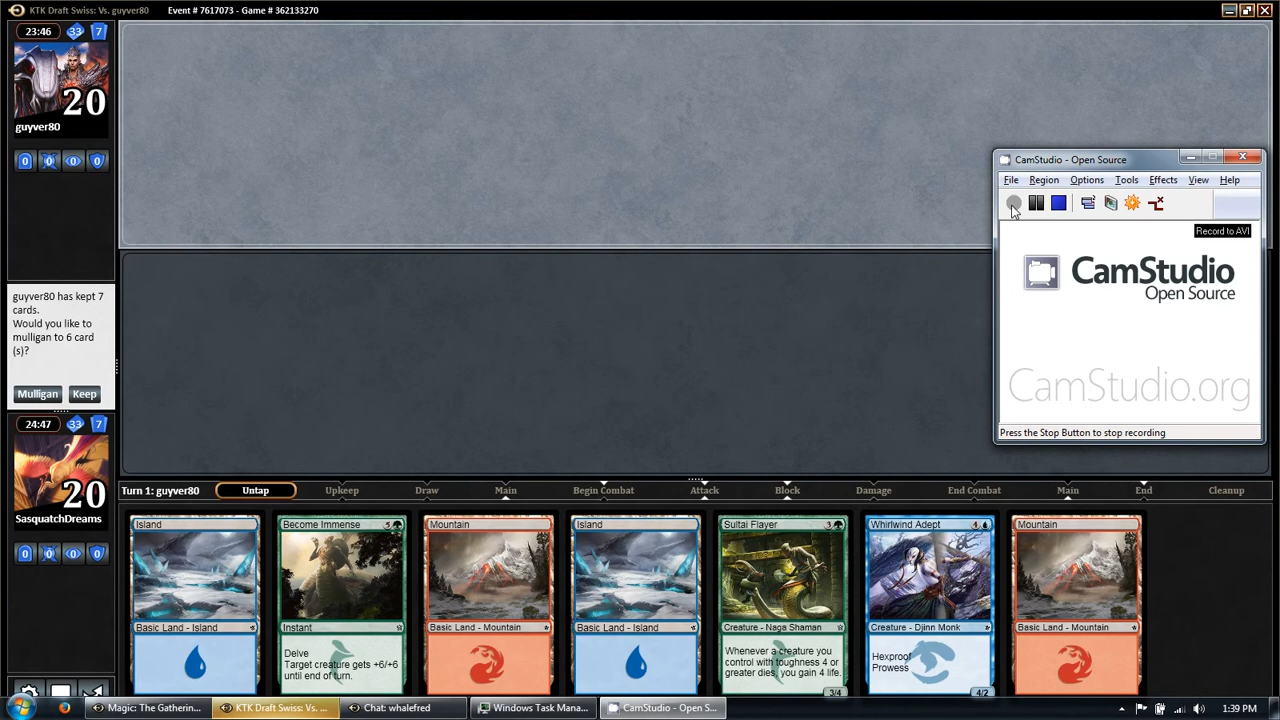 KTK Draft Swiss: Vs. guyver80
Event # 7617073 - Game # 362133270
23:46
33
7
20
guyver80
0
0
0
0
guyver80 has kept 7
cards.
Would you like to
mulligan to 6 card
(s)?
Mulligan
Keep
24:47
33
7
20
SasquatchDreams
0
0
0
0
CamStudio - Open Source
File
Region
Options
Tools
Effects
View
Help
Record to AVI
CamStudio
Open Source
CamStudio.org
Press the Stop Button to stop recording
Turn 1: guyver80
Untap
Upkeep
Draw
Main
Begin Combat
Attack
Block
Damage
End Combat
Main
End
Cleanup
Island
Basic Land - Island
Become Immense
5
Instant
Delve
Target creature gets +6/+6
until end of turn.
Mountain
Basic Land - Mountain
Island
Basic Land - Island
Sultai Flayer
3
Creature - Naga Shaman
Whenever a creature you
control with toughness 4 or
greater dies, you gain 4 life.
3/4
Whirlwind Adept
4
Creature - Djinn Monk
Hexproof
Prowess
4/2
Mountain
Basic Land - Mountain
Magic: The Gatherin...
KTK Draft Swiss: Vs. ...
Chat: whalefred
Windows Task Mana...
CamStudio - Open S...
1:39 PM